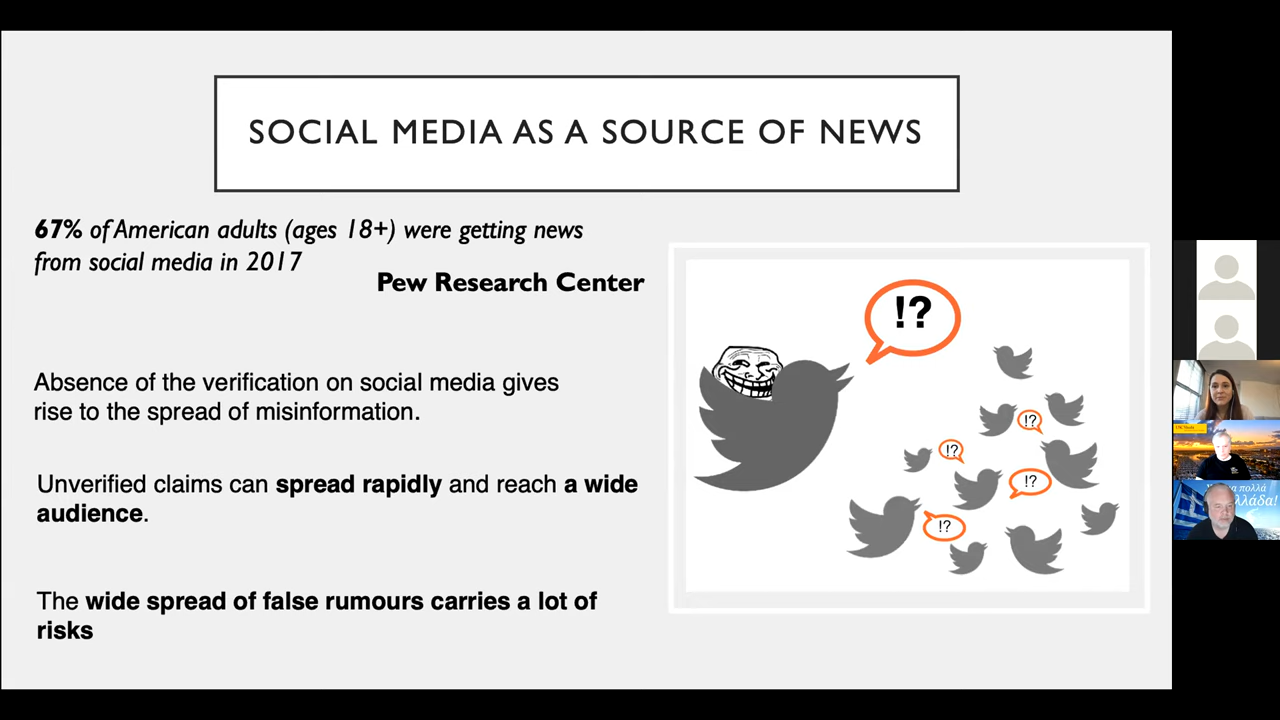 SOCIAL MEDIA AS A SOURCE OF NEWS
67% of American adults (ages 18+) were getting news
from social media in 2017
Pew Research Center
Absence of the verification on social media gives
rise to the spread of misinformation.
Unverified claims can spread rapidly and reach a wide
audience.
The wide spread of false rumours carries a lot of
risks
!?
!?
!?
!?
!?
πολλά
λλάδα!